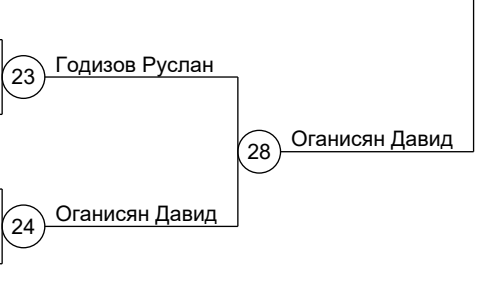 23 Годизов Руслан
28 Оганисян Давид
24 Оганисян Давид